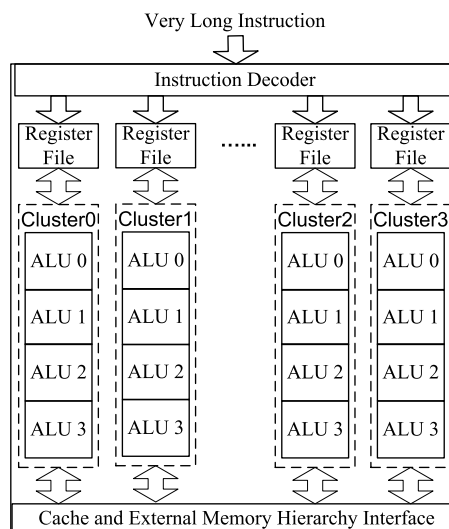 Very Long Instruction
Instruction Decoder
Register File
Register File
......
Register File
Register File
Cluster0
Cluster1
Cluster2
Cluster3
ALU 0
ALU 0
ALU 0
ALU 0
ALU 1
ALU 1
ALU 1
ALU 1
ALU 2
ALU 2
ALU 2
ALU 2
ALU 3
ALU 3
ALU 3
ALU 3
Cache and External Memory Hierarchy Interface